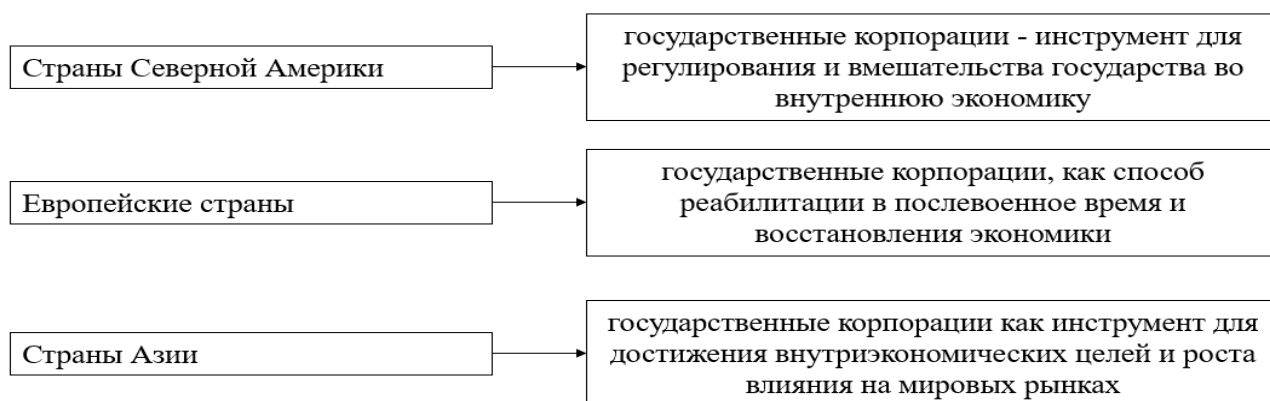 государственные корпорации - инструмент для
Страны Северной Америки
регулирования и вмешательства государства во
внутреннюю экономику
государственные корпорации, как способ
Европейские страны
реабилитации в послевоенное время и
восстановления экономики
государственные корпорации как инструмент для
Страны Азии
достижения внутриэкономических целей и роста
влияния на мировых рынках